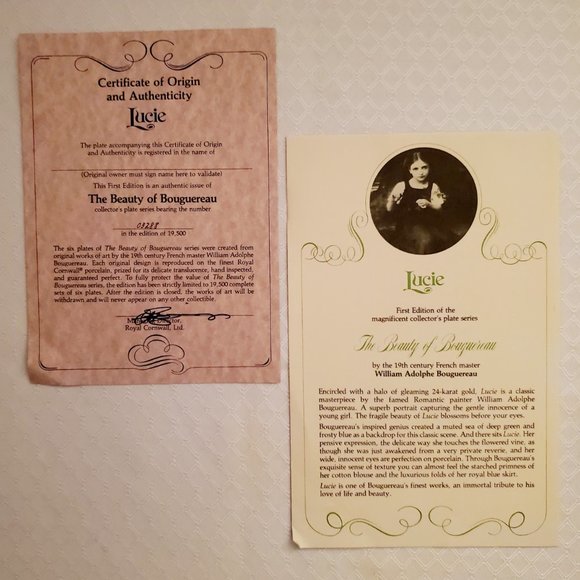 Certificate of Origin
and Authenticity
Lucie
The plate accompanying this Certificate of Origin
and Authenticity is registered in the name of
(Original owner must sign name here to validate)
This First Edition is an authentic issue of
The Beauty of Bouguereau
collector's plate series bearing the number
03288
in the edition of 19,500
The six plates of The Beauty of Bouguereau series were created from
original works of art by the 19th century French master William Adolphe
Bouguereau. Each original design is reproduced on the finest Royal
Cornwall® porcelain, prized for its delicate translucence, hand inspected,
and guaranteed perfect. To fully protect the value of The Beauty of
Bouguereau series, the edition has been strictly limited to 19,500 complete
sets of six plates. After the edition is closed, the works of art will be
withdrawn and will never appear on any other collectible.
Royal Cornwall, Ltd.
Lucie
First Edition of the
magnificent collector's plate series
The Beauty of Bouguereau
by the 19th century French master
William Adolphe Bouguereau
Encircled with a halo of gleaming 24-karat gold, Lucie is a classic
masterpiece by the famed Romantic painter William Adolphe
Bouguereau. A superb portrait capturing the gentle innocence of a
young girl. The fragile beauty of Lucie blossoms before your eyes.
Bouguereau's inspired genius created a muted sea of deep green and
frosty blue as a backdrop for this classic scene. And there sits Lucie. Her
pensive expression, the delicate way she touches the flowered vine, as
though she was just awakened from a very private reverie, and her
wide, innocent eyes are perfection on porcelain. Through Bouguereau's
exquisite sense of texture you can almost feel the starched primness of
her cotton blouse and the luxurious folds of her royal blue skirt.
Lucie is one of Bouguereau's finest works, an immortal tribute to his
love of life and beauty.